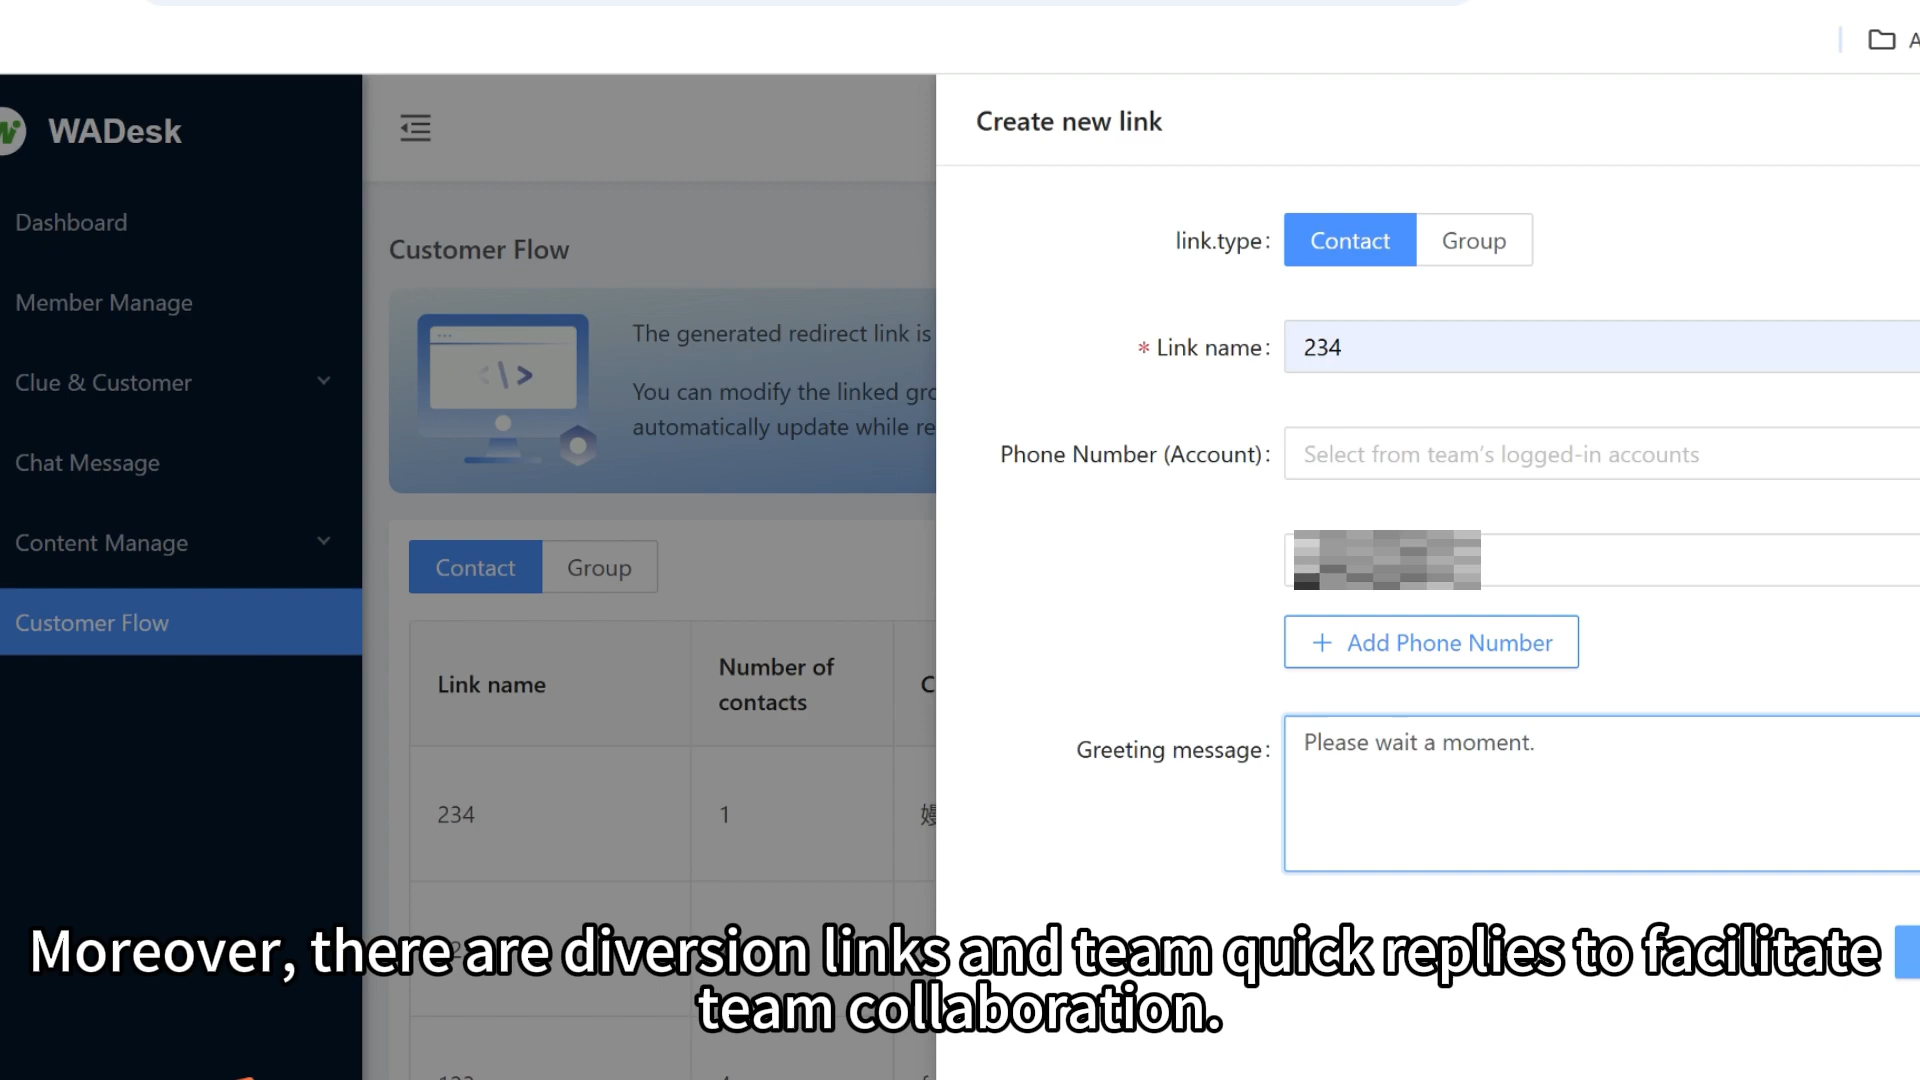 WADesk
Dashboard
Member Manage
Clue & Customer
Chat Message
Content Manage
Customer Flow
Customer Flow
The generated redirect link is
You can modify the linked gro
automatically update while re
Contact Group
Link name
Number of
contacts
C
234 1 嫚
Create new link
link.type: Contact Group
* Link name: 234
Phone Number (Account): Select from team's logged-in accounts
+ Add Phone Number
Greeting message: Please wait a moment.
Moreover, there are diversion links and team quick replies to facilitate
team collaboration.